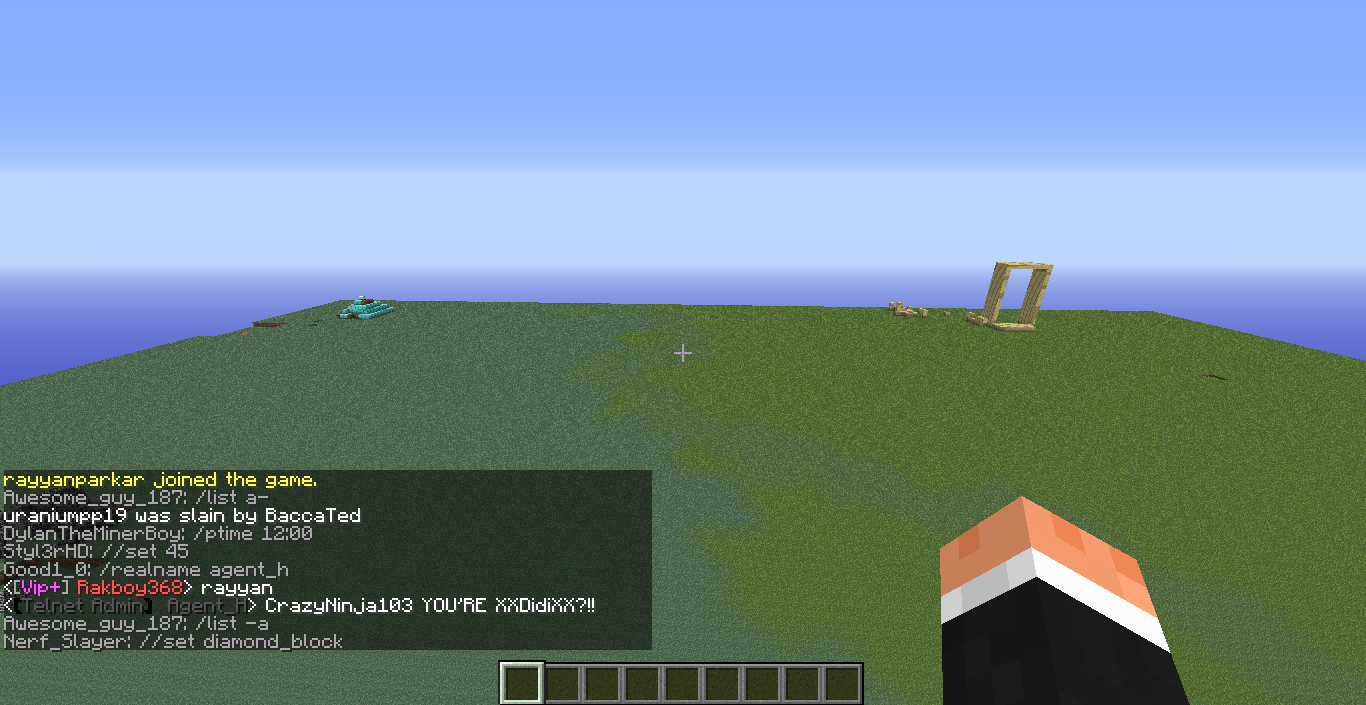 rayyanparkar joined the game.
Awesome_guy_187: /list a-
uraniumpp19 was slain by BaccaTed
DylanTheMinerBoy: /ptime 12:00
Styl3rHD: //set 45
Good1_0: /realname agent_h
<[Vip+] Rakboy368> rayyan
<[Telnet Admin] Agent_H> CrazyNinja103 YOU'RE XXDidiXX?!!
Awesome_guy_187: /list -a
Nerf_Slayer: //set diamond_block